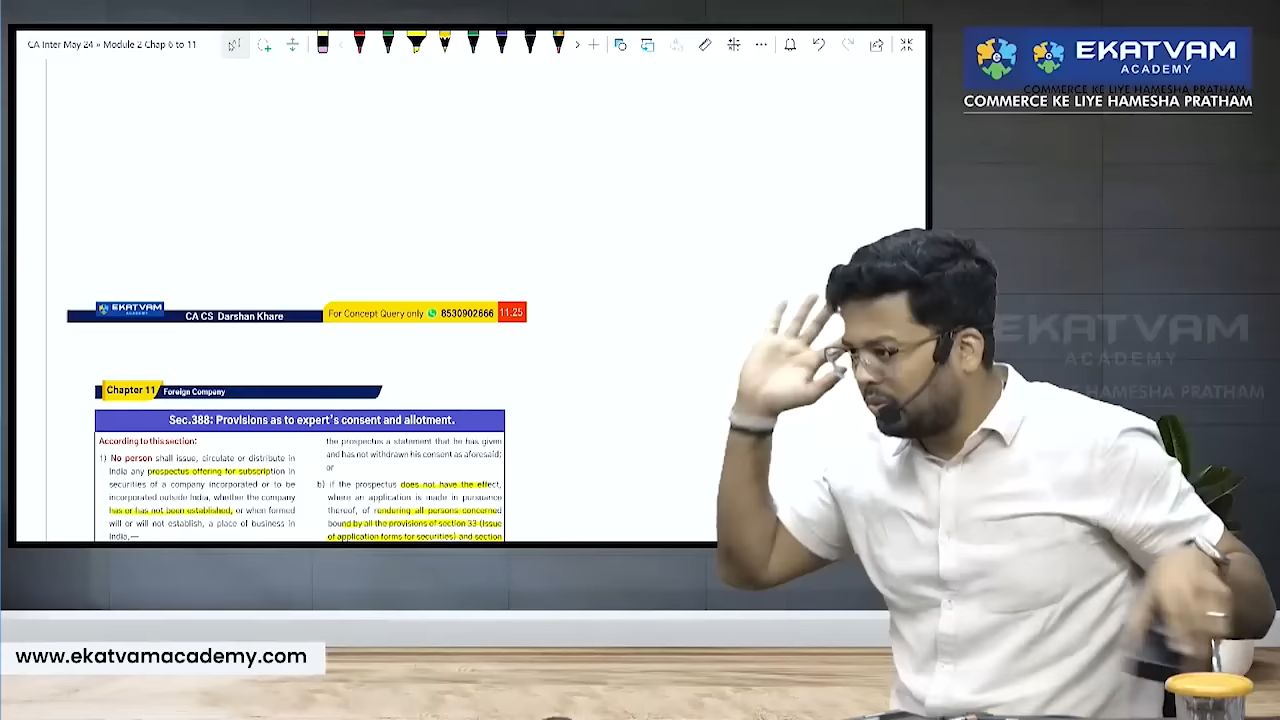 CA Inter May 24 » Module 2 Chap 6 to 11
EKATVAM
ACADEMY
COMMERCE KE LIYE HAMESHA PRATHAM
COMMERCE KE LIYE HAMESHA PRATHAM
EKATVAM
ACADEMY
CA CS Darshan Khare
For Concept Query only 8530902666
11.25
EKATVAM
ACADEMY
HAMESHA PRATHAM
Chapter 11
Foreign Company
Sec.388: Provisions as to expert's consent and allotment.
According to this section:
1) No person shall issue, circulate or distribute in
India any prospectus offering for subscription in
securities of a company incorporated or to be
incorporated outside India, whether the company
has or has not been established, or when formed
will or will not establish, a place of business in
India,—
the prospectus a statement that he has given
and has not withdrawn his consent as aforesaid;
or
b) if the prospectus does not have the effect,
where an application is made in pursuance
thereof, of rendering all persons concerned
bound by all the provisions of section 33 (Issue
of application forms for securities) and section
www.ekatvamacademy.com